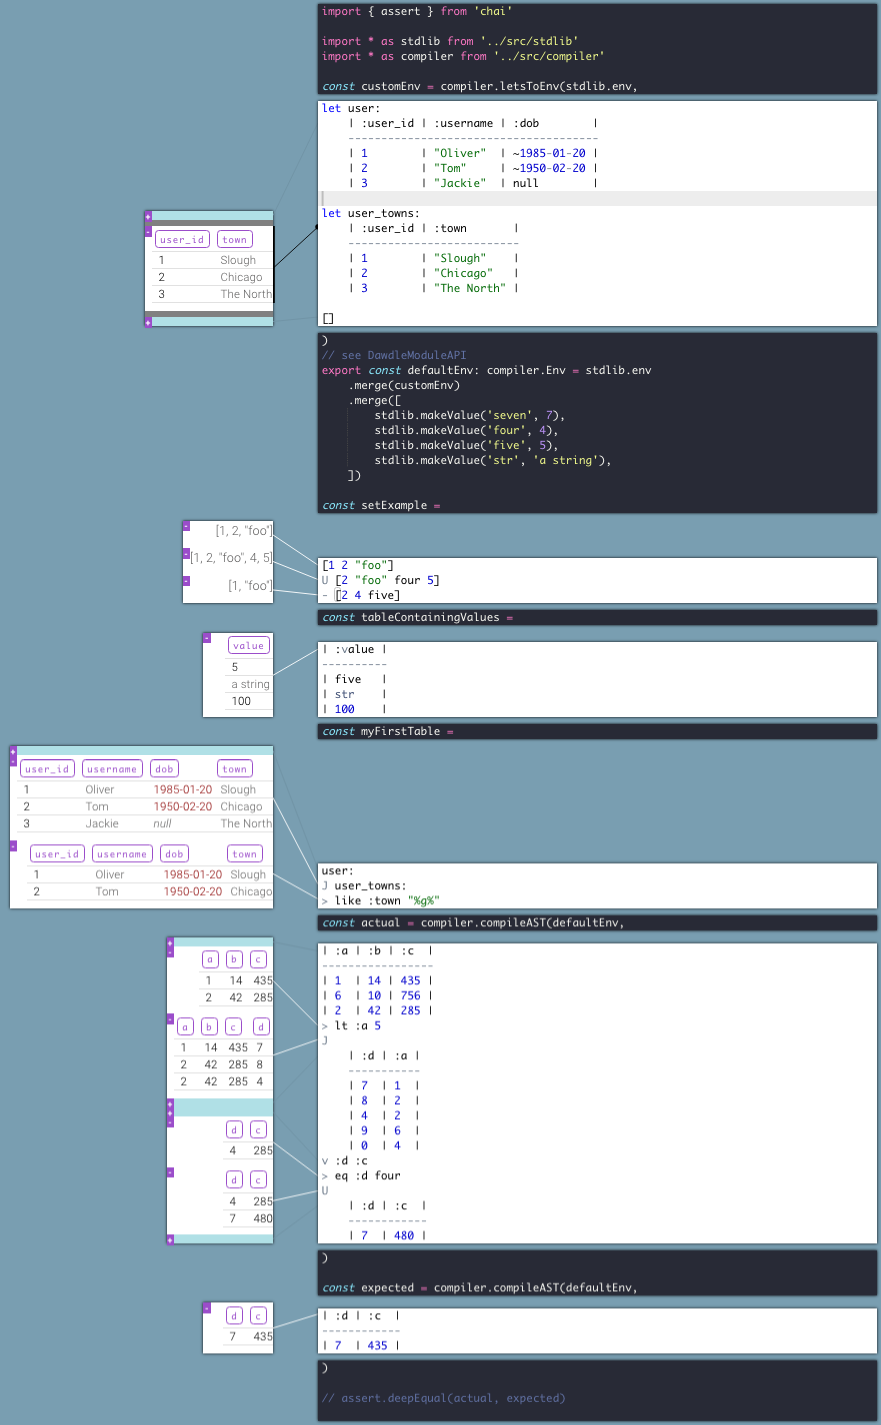 import { assert } from 'chai'
import * as stdlib from '../src/stdlib'
import * as compiler from '../src/compiler'
const customEnv = compiler.letsToEnv(stdlib.env,
let user:
| :user_id | :username | :dob |
--------------------------------------
| 1 | "Oliver" | ~1985-01-20 |
| 2 | "Tom" | ~1950-02-20 |
| 3 | "Jackie" | null |
let user_towns:
| :user_id | :town |
--------------------------
| 1 | "Slough" |
| 2 | "Chicago" |
| 3 | "The North" |
[]
+
-
user_id town
1 Slough
2 Chicago
3 The North
+
)
// see DawdleModuleAPI
export const defaultEnv: compiler.Env = stdlib.env
.merge(customEnv)
.merge([
stdlib.makeValue('seven', 7),
stdlib.makeValue('four', 4),
stdlib.makeValue('five', 5),
stdlib.makeValue('str', 'a string'),
])
const setExample =
- [1, 2, "foo"]
- [1, 2, "foo", 4, 5]
- [1, "foo"]
[1 2 "foo"]
U [2 "foo" four 5]
- [2 4 five]
const tableContainingValues =
-
value
5
a string
100
| :value |
----------
| five |
| str |
| 100 |
const myFirstTable =
+
-
user_id username dob town
1 Oliver 1985-01-20 Slough
2 Tom 1950-02-20 Chicago
3 Jackie null The North
-
user_id username dob town
1 Oliver 1985-01-20 Slough
2 Tom 1950-02-20 Chicago
user:
J user_towns:
> like :town "%g%"
const actual = compiler.compileAST(defaultEnv,
+
-
a b c
1 14 435
2 42 285
-
a b c d
1 14 435 7
2 42 285 8
2 42 285 4
+
+
-
d c
4 285
-
d c
4 285
7 480
+
| :a | :b | :c |
-----------------
| 1 | 14 | 435 |
| 6 | 10 | 756 |
| 2 | 42 | 285 |
> lt :a 5
J
| :d | :a |
-----------
| 7 | 1 |
| 8 | 2 |
| 4 | 2 |
| 9 | 6 |
| 0 | 4 |
v :d :c
> eq :d four
U
| :d | :c |
------------
| 7 | 480 |
)
const expected = compiler.compileAST(defaultEnv,
-
d c
7 435
| :d | :c |
------------
| 7 | 435 |
)
// assert.deepEqual(actual, expected)